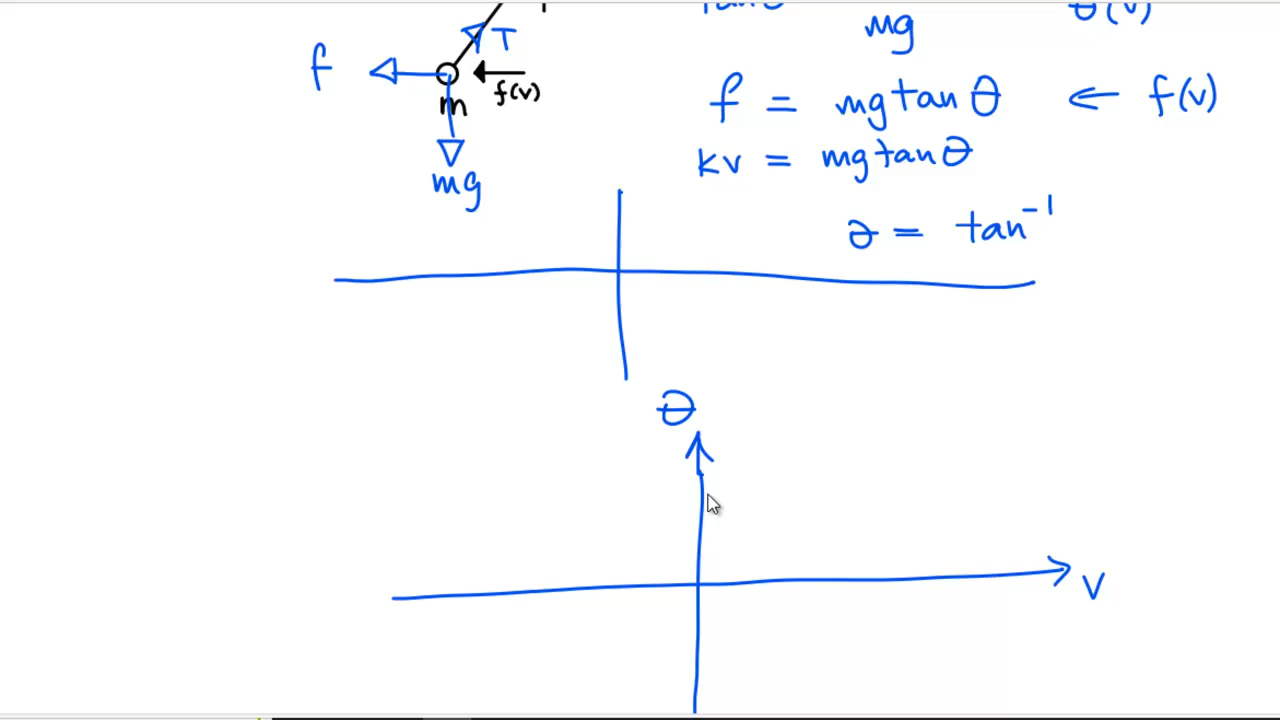 T
f
f(v)
m
mg
mg
f = mg tan θ ← f(v)
kv = mg tan θ
θ = tan⁻¹
θ
v